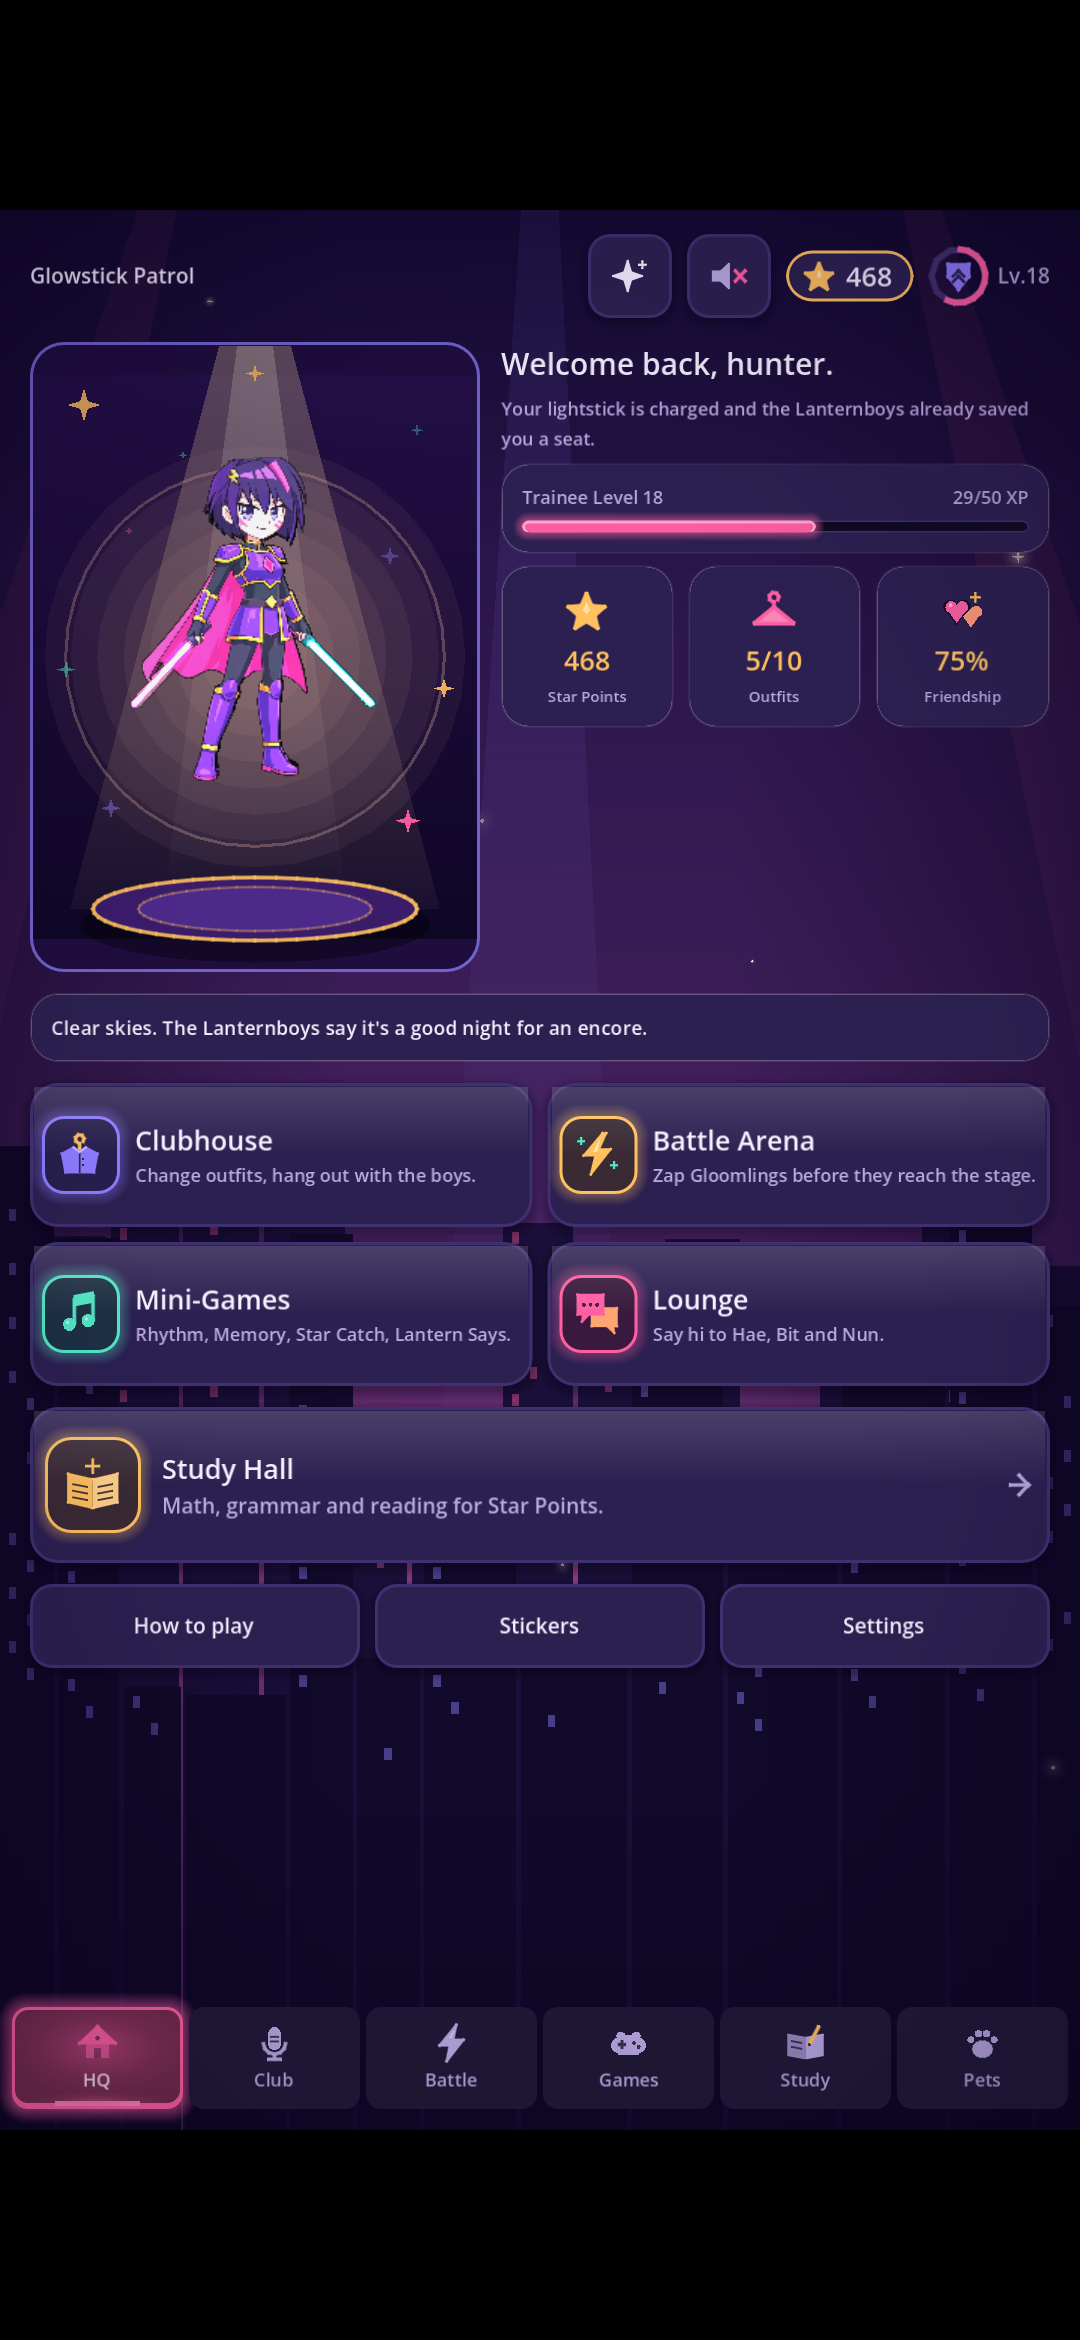 Glowstick Patrol
468
Lv.18
Welcome back, hunter.
Your lightstick is charged and the Lanternboys already saved
you a seat.
Trainee Level 18
29/50 XP
468
Star Points
5/10
Outfits
75%
Friendship
Clear skies. The Lanternboys say it's a good night for an encore.
Clubhouse
Change outfits, hang out with the boys.
Battle Arena
Zap Gloomlings before they reach the stage.
Mini-Games
Rhythm, Memory, Star Catch, Lantern Says.
Lounge
Say hi to Hae, Bit and Nun.
Study Hall
Math, grammar and reading for Star Points.
How to play
Stickers
Settings
HQ
Club
Battle
Games
Study
Pets